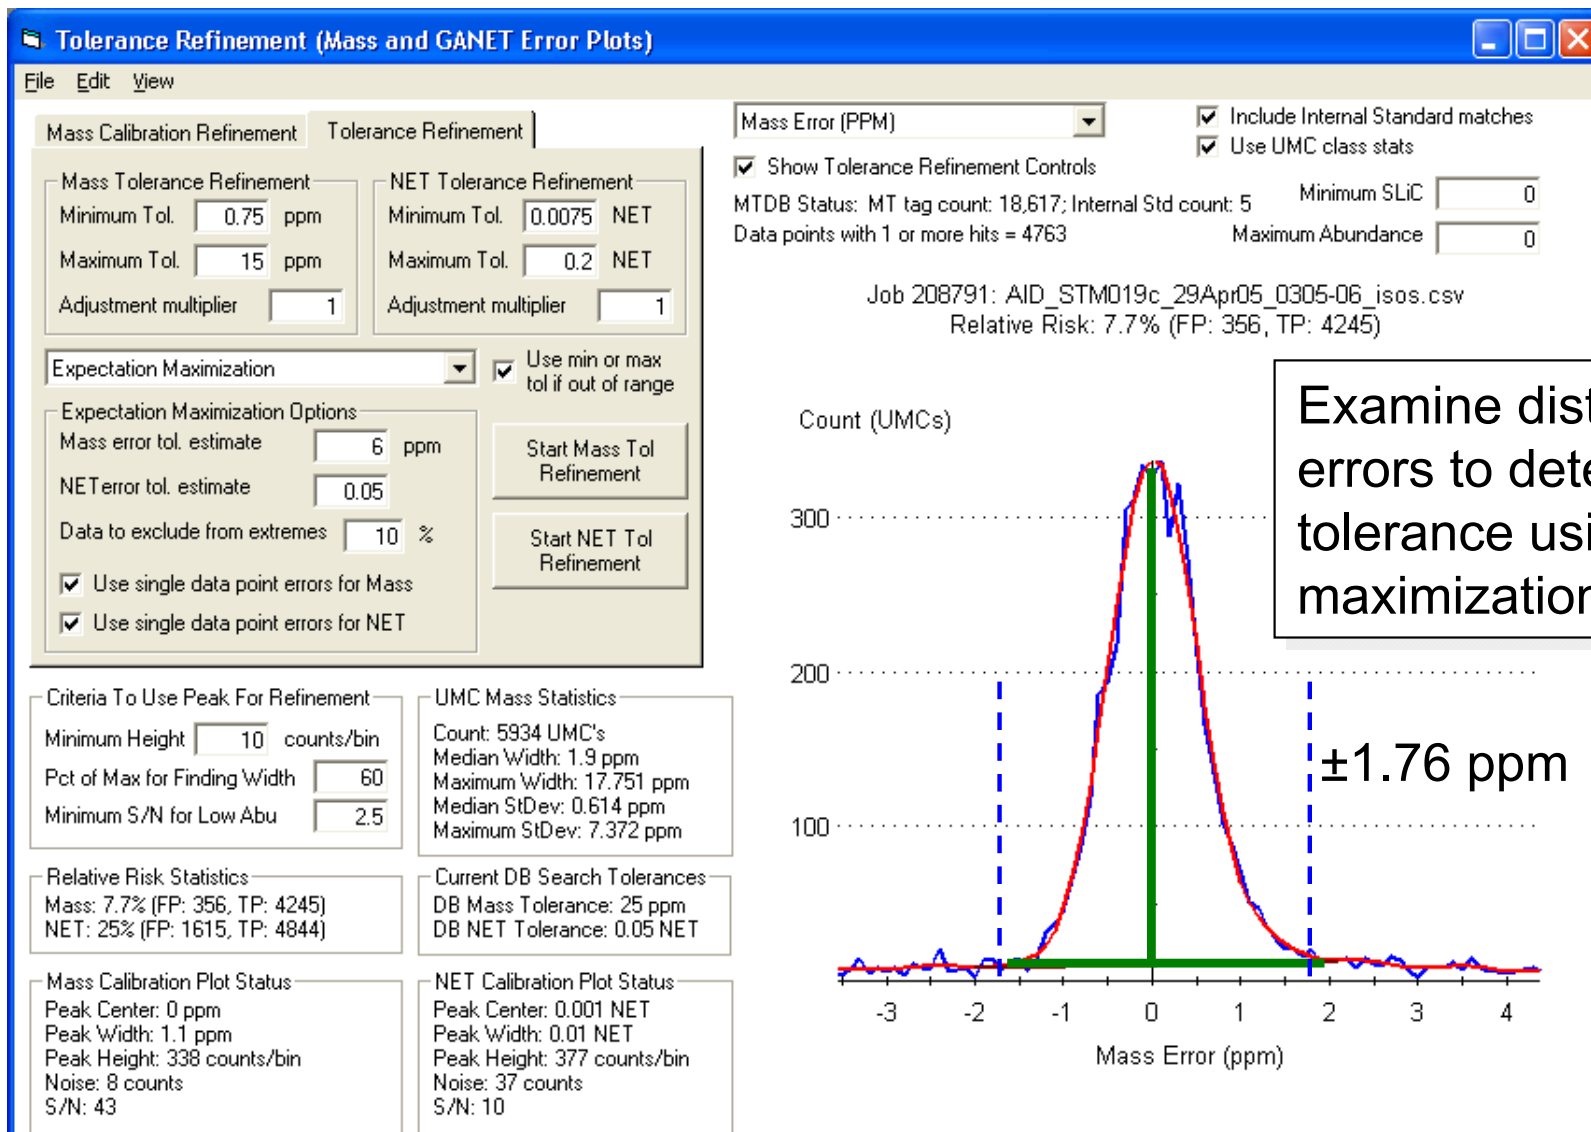 Tolerance Refinement (Mass and GANET Error Plots)
File Edit View
Mass Calibration Refinement
Tolerance Refinement
Mass Tolerance Refinement
Minimum Tol. 0.75 ppm
Maximum Tol. 15 ppm
Adjustment multiplier 1
NET Tolerance Refinement
Minimum Tol. 0.0075 NET
Maximum Tol. 0.2 NET
Adjustment multiplier 1
Expectation Maximization
Use min or max
tol if out of range
Expectation Maximization Options
Mass error tol. estimate 6 ppm
NET error tol. estimate 0.05
Data to exclude from extremes 10 %
Use single data point errors for Mass
Use single data point errors for NET
Start Mass Tol
Refinement
Start NET Tol
Refinement
Criteria To Use Peak For Refinement
Minimum Height 10 counts/bin
Pct of Max for Finding Width 60
Minimum S/N for Low Abu 2.5
UMC Mass Statistics
Count: 5934 UMC's
Median Width: 1.9 ppm
Maximum Width: 17.751 ppm
Median StDev: 0.614 ppm
Maximum StDev: 7.372 ppm
Relative Risk Statistics
Mass: 7.7% (FP: 356, TP: 4245)
NET: 25% (FP: 1615, TP: 4844)
Current DB Search Tolerances
DB Mass Tolerance: 25 ppm
DB NET Tolerance: 0.05 NET
Mass Calibration Plot Status
Peak Center: 0 ppm
Peak Width: 1.1 ppm
Peak Height: 338 counts/bin
Noise: 8 counts
S/N: 43
NET Calibration Plot Status
Peak Center: 0.001 NET
Peak Width: 0.01 NET
Peak Height: 377 counts/bin
Noise: 37 counts
S/N: 10
Mass Error (PPM)
Include Internal Standard matches
Use UMC class stats
Show Tolerance Refinement Controls
MTDB Status: MT tag count: 18,617; Internal Std count: 5
Data points with 1 or more hits = 4763
Minimum SLiC 0
Maximum Abundance 0
Job 208791: AID_STM019c_29Apr05_0305-06_isos.csv
Relative Risk: 7.7% (FP: 356, TP: 4245)
Count (UMCs)
300
200
100
-3 -2 -1 0 1 2 3 4
Mass Error (ppm)
±1.76 ppm
Examine dist
errors to dete
tolerance usi
maximization